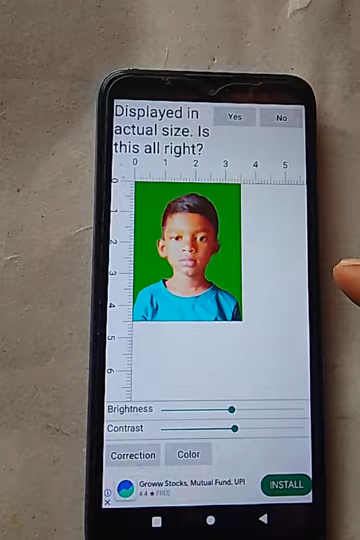 Displayed in
actual size. Is
this all right?
Yes
No
0 1 2 3 4 5
0
1
2
3
4
5
6
Brightness
Contrast
Correction
Color
Groww Stocks, Mutual Fund, UPI
4.4 ★ FREE
INSTALL